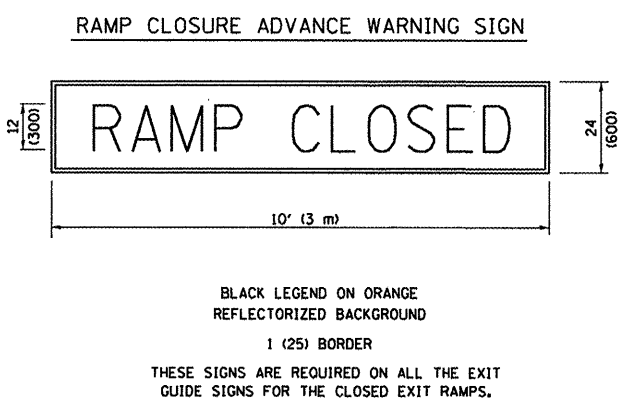 RAMP CLOSURE ADVANCE WARNING SIGN
12
(300)
RAMP CLOSED
24
(600)
10' (3 m)
BLACK LEGEND ON ORANGE
REFLECTORIZED BACKGROUND
1 (25) BORDER
THESE SIGNS ARE REQUIRED ON ALL THE EXIT
GUIDE SIGNS FOR THE CLOSED EXIT RAMPS.